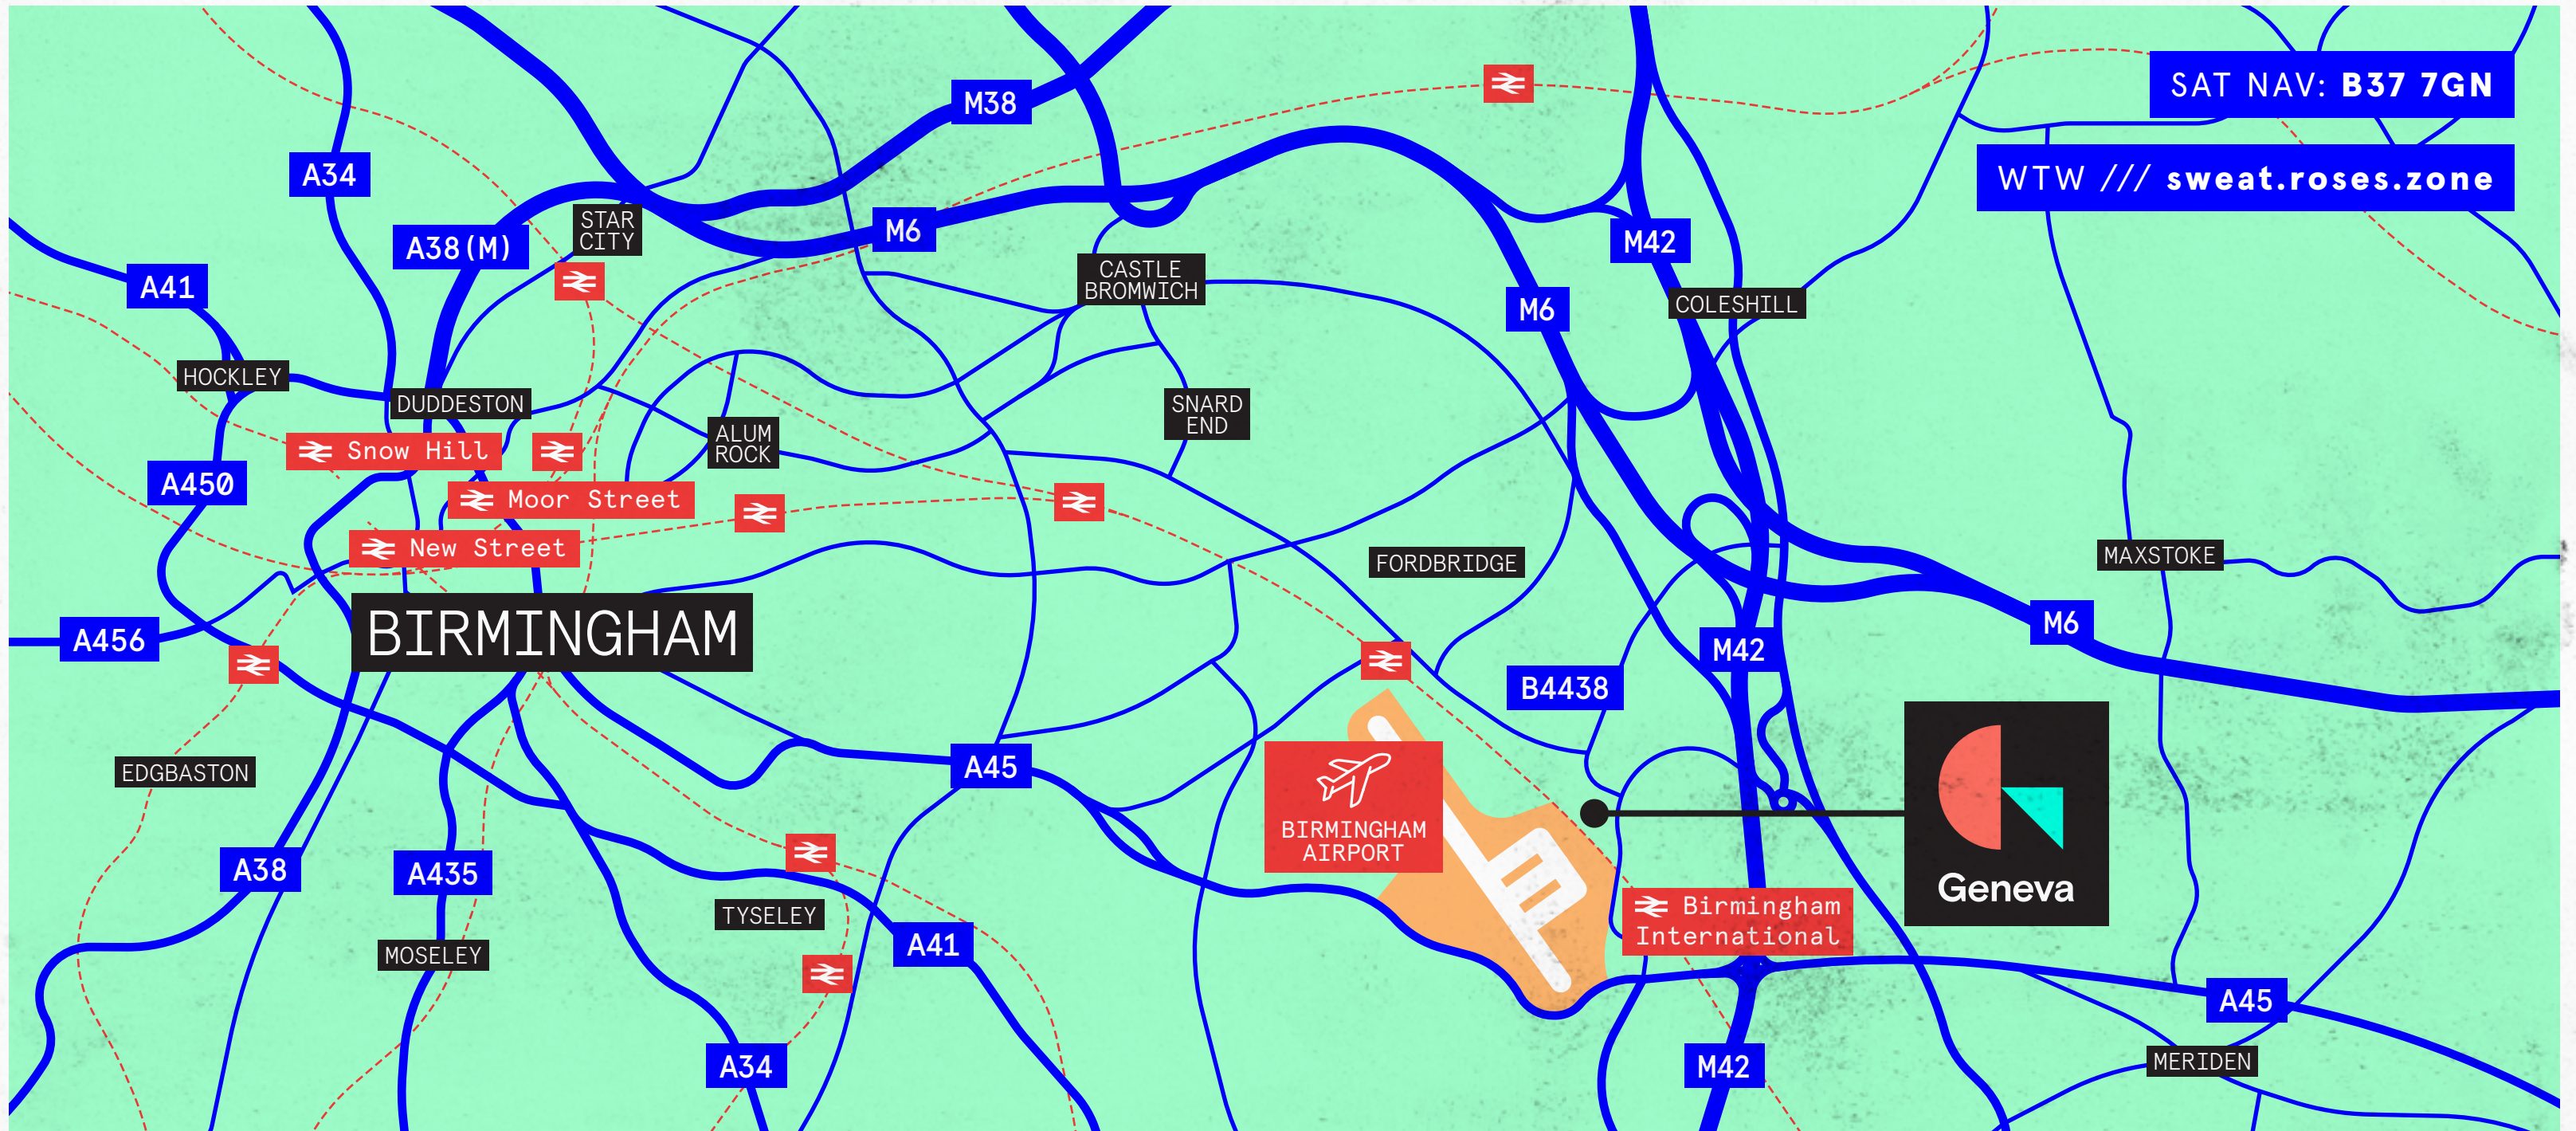 SAT NAV: B37 7GN
M38
A34
WTW /// sweat.roses.zone
STAR
CITY
M6
M42
A38(M)
CASTLE
BROMWICH
A41
M6
COLESHILL
HOCKLEY
DUDDESTON
SNARD
END
ALUM
ROCK
Snow Hill
A450
Moor Street
New Street
FORDBRIDGE
MAXSTOKE
M6
BIRMINGHAM
A456
M42
B4438
EDGBASTON
A45
BIRMINGHAM
AIRPORT
A38
A435
Geneva
TYSELEY
Birmingham
International
A41
MOSELEY
A45
A34
M42
MERIDEN